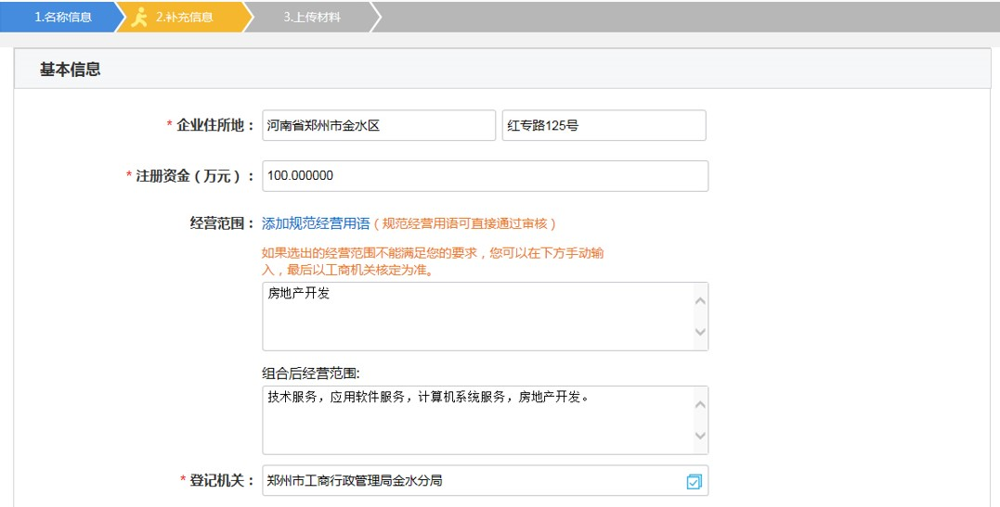 1.名称信息 2.补充信息 3.上传材料
基本信息
* 企业住所地： 河南省郑州市金水区 红专路125号
* 注册资金（万元）： 100.000000
经营范围： 添加规范经营用语（规范经营用语可直接通过审核）
如果选出的经营范围不能满足您的要求，您可以在下方手动输
入，最后以工商机关核定为准。
房地产开发
组合后经营范围:
技术服务，应用软件服务，计算机系统服务，房地产开发。
* 登记机关： 郑州市工商行政管理局金水分局